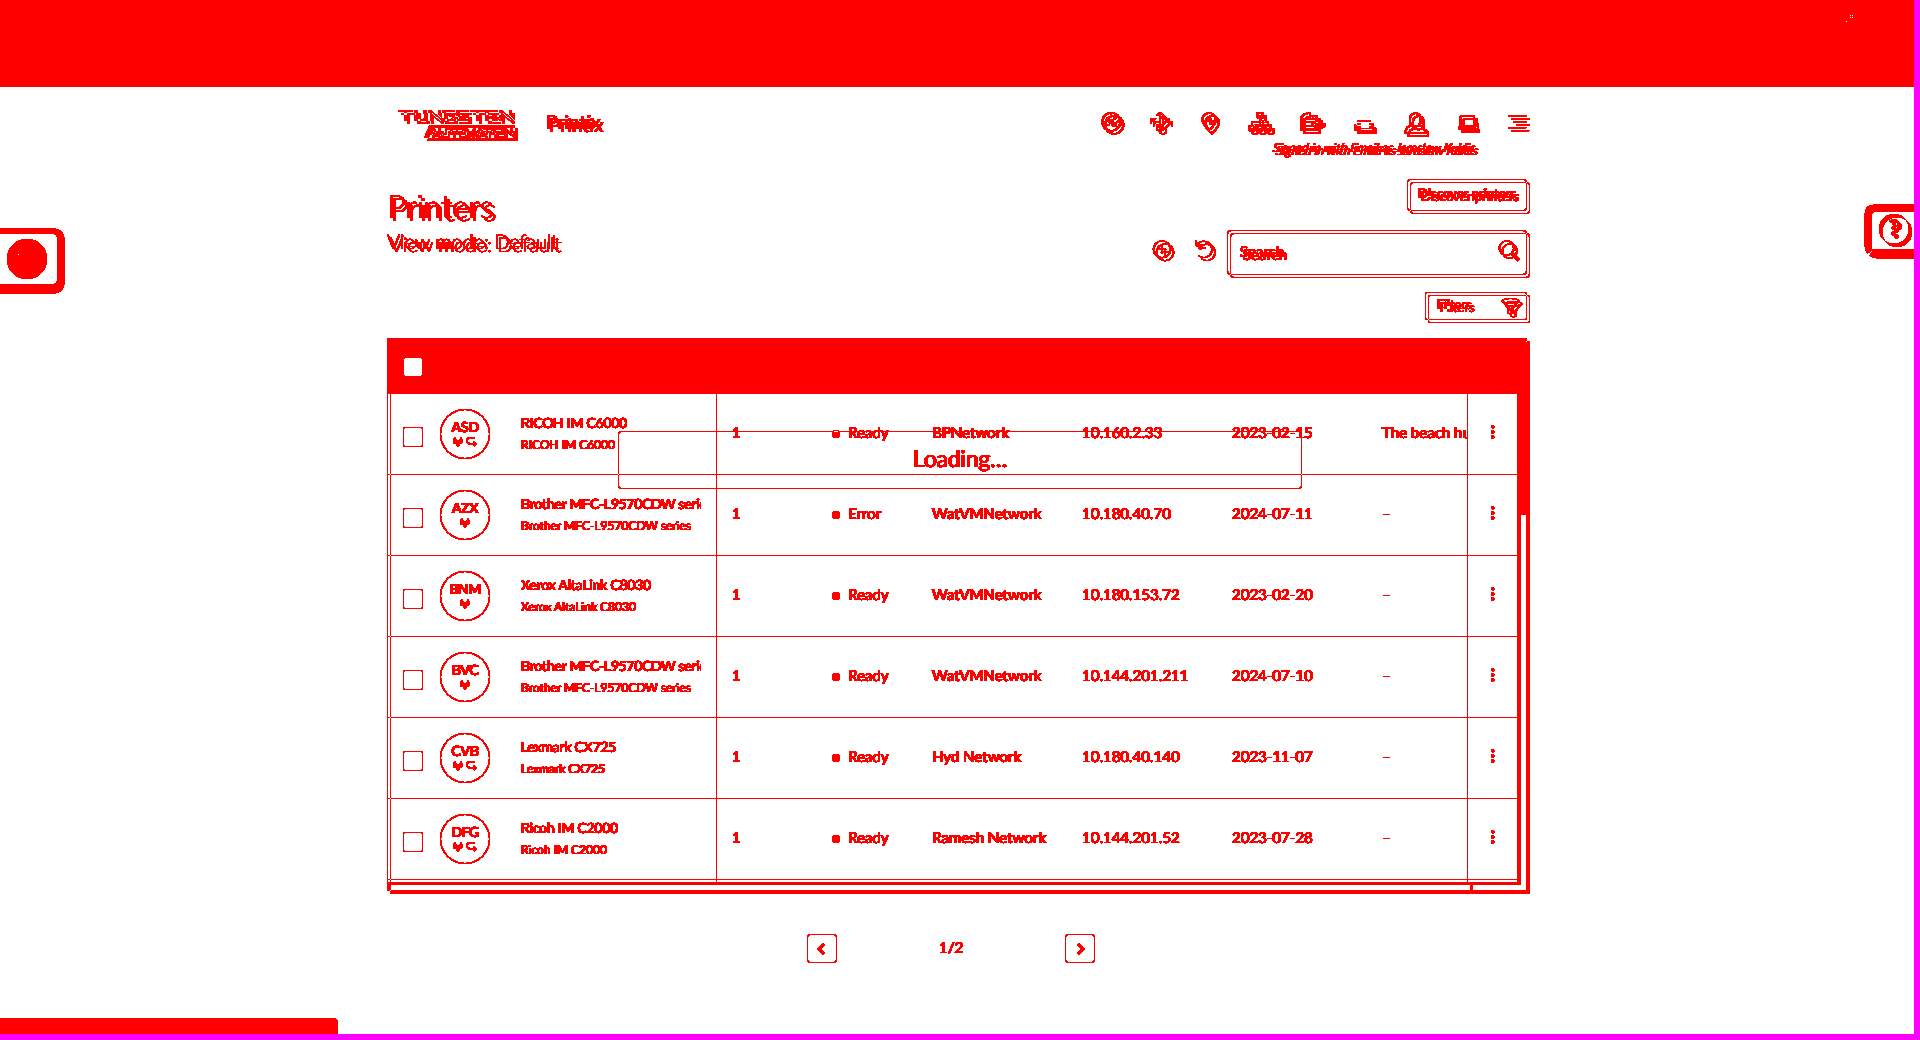 TUNGSTEN
AUTOMATION
Printix
Printers
View mode: Default
Discover printers
Search
Filters
ASD
RICOH IM C6000
RICOH IM C6000
1
Ready
BPNetwork
10.160.2.33
2023-02-15
The beach hu
Loading...
AZX
Brother MFC-L9570CDW seri
Brother MFC-L9570CDW series
1
Error
WatVMNetwork
10.180.40.70
2024-07-11
–
BNM
Xerox AltaLink C8030
Xerox AltaLink C8030
1
Ready
WatVMNetwork
10.180.153.72
2023-02-20
–
BVC
Brother MFC-L9570CDW seri
Brother MFC-L9570CDW series
1
Ready
WatVMNetwork
10.144.201.211
2024-07-10
–
CVB
Lexmark CX725
Lexmark CX725
1
Ready
Hyd Network
10.180.40.140
2023-11-07
–
DFG
Ricoh IM C2000
Ricoh IM C2000
1
Ready
Ramesh Network
10.144.201.52
2023-07-28
–
1/2